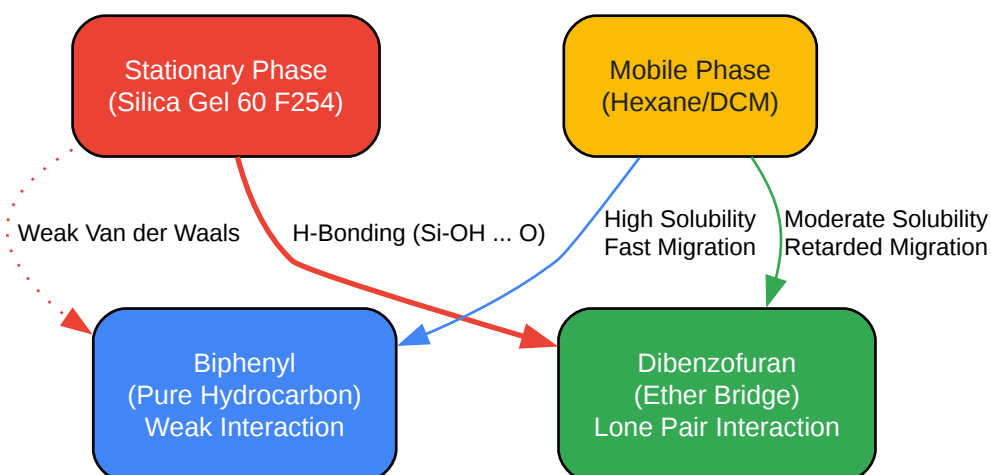 Stationary Phase
(Silica Gel 60 F254)
Mobile Phase
(Hexane/DCM)
Weak Van der Waals
H-Bonding (Si-OH ... O)
High Solubility
Fast Migration
Moderate Solubility
Retarded Migration
Biphenyl
(Pure Hydrocarbon)
Weak Interaction
Dibenzofuran
(Ether Bridge)
Lone Pair Interaction